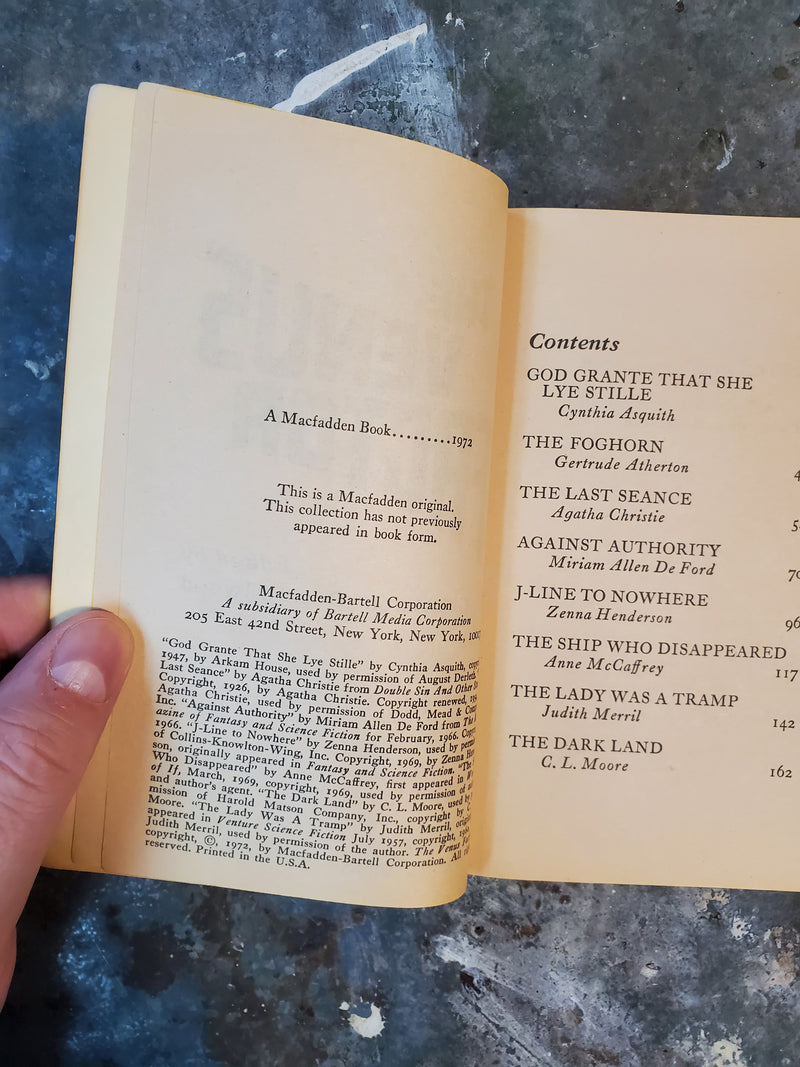 A Macfadden Book.........1972
This is a Macfadden original.
This collection has not previously
appeared in book form.
Macfadden-Bartell Corporation
A subsidiary of Bartell Media Corporation
205 East 42nd Street, New York, New York,
"God Grante That She Lye Stille" by Cynthia Asquith,
1947, by Arkam House, used by permission of August Derleth.
Last Seance" by Agatha Christie from Double Sin And Other
Copyright, 1926, by Agatha Christie. Copyright renewed,
Agatha Christie, used by permission of Dodd, Mead &
Inc. "Against Authority" by Miriam Allen De Ford from
azine of Fantasy and Science Fiction for February, 1966.
1966. "J-Line to Nowhere" by Zenna Henderson, used by
of Collins-Knowlton-Wing, Inc. Copyright, 1969, by Zenna
son, originally appeared in Fantasy and Science Fiction.
Who Disappeared" by Anne McCaffrey, first appeared in
of If, March, 1969, copyright, 1969, used by permission of
and author's agent. "The Dark Land" by C. L. Moore, used
mission of Harold Matson Company, Inc., copyright by
Moore. "The Lady Was A Tramp" by Judith Merril,
appeared in Venture Science Fiction July 1957, copyright,
Judith Merril, used by permission of the author. The Venus
copyright, ©, 1972, by Macfadden-Bartell Corporation. All
reserved. Printed in the U.S.A.
Contents
GOD GRANTE THAT SHE
LYE STILLE
Cynthia Asquith
THE FOGHORN
Gertrude Atherton
THE LAST SEANCE
Agatha Christie
AGAINST AUTHORITY
Miriam Allen De Ford 70
J-LINE TO NOWHERE
Zenna Henderson 96
THE SHIP WHO DISAPPEARED
Anne McCaffrey 117
THE LADY WAS A TRAMP
Judith Merril 142
THE DARK LAND
C. L. Moore 162